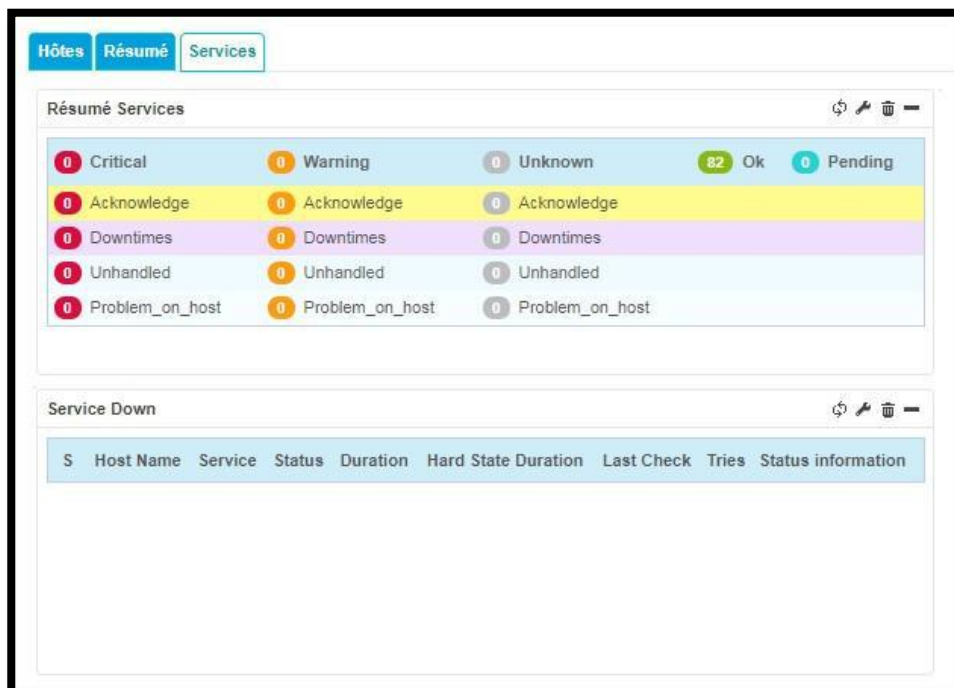 Hôtes Résumé Services
Résumé Services
0 Critical 0 Warning 0 Unknown 82 Ok 0 Pending
0 Acknowledge 0 Acknowledge 0 Acknowledge
0 Downtimes 0 Downtimes 0 Downtimes
0 Unhandled 0 Unhandled 0 Unhandled
0 Problem_on_host 0 Problem_on_host 0 Problem_on_host
Service Down
S Host Name Service Status Duration Hard State Duration Last Check Tries Status information